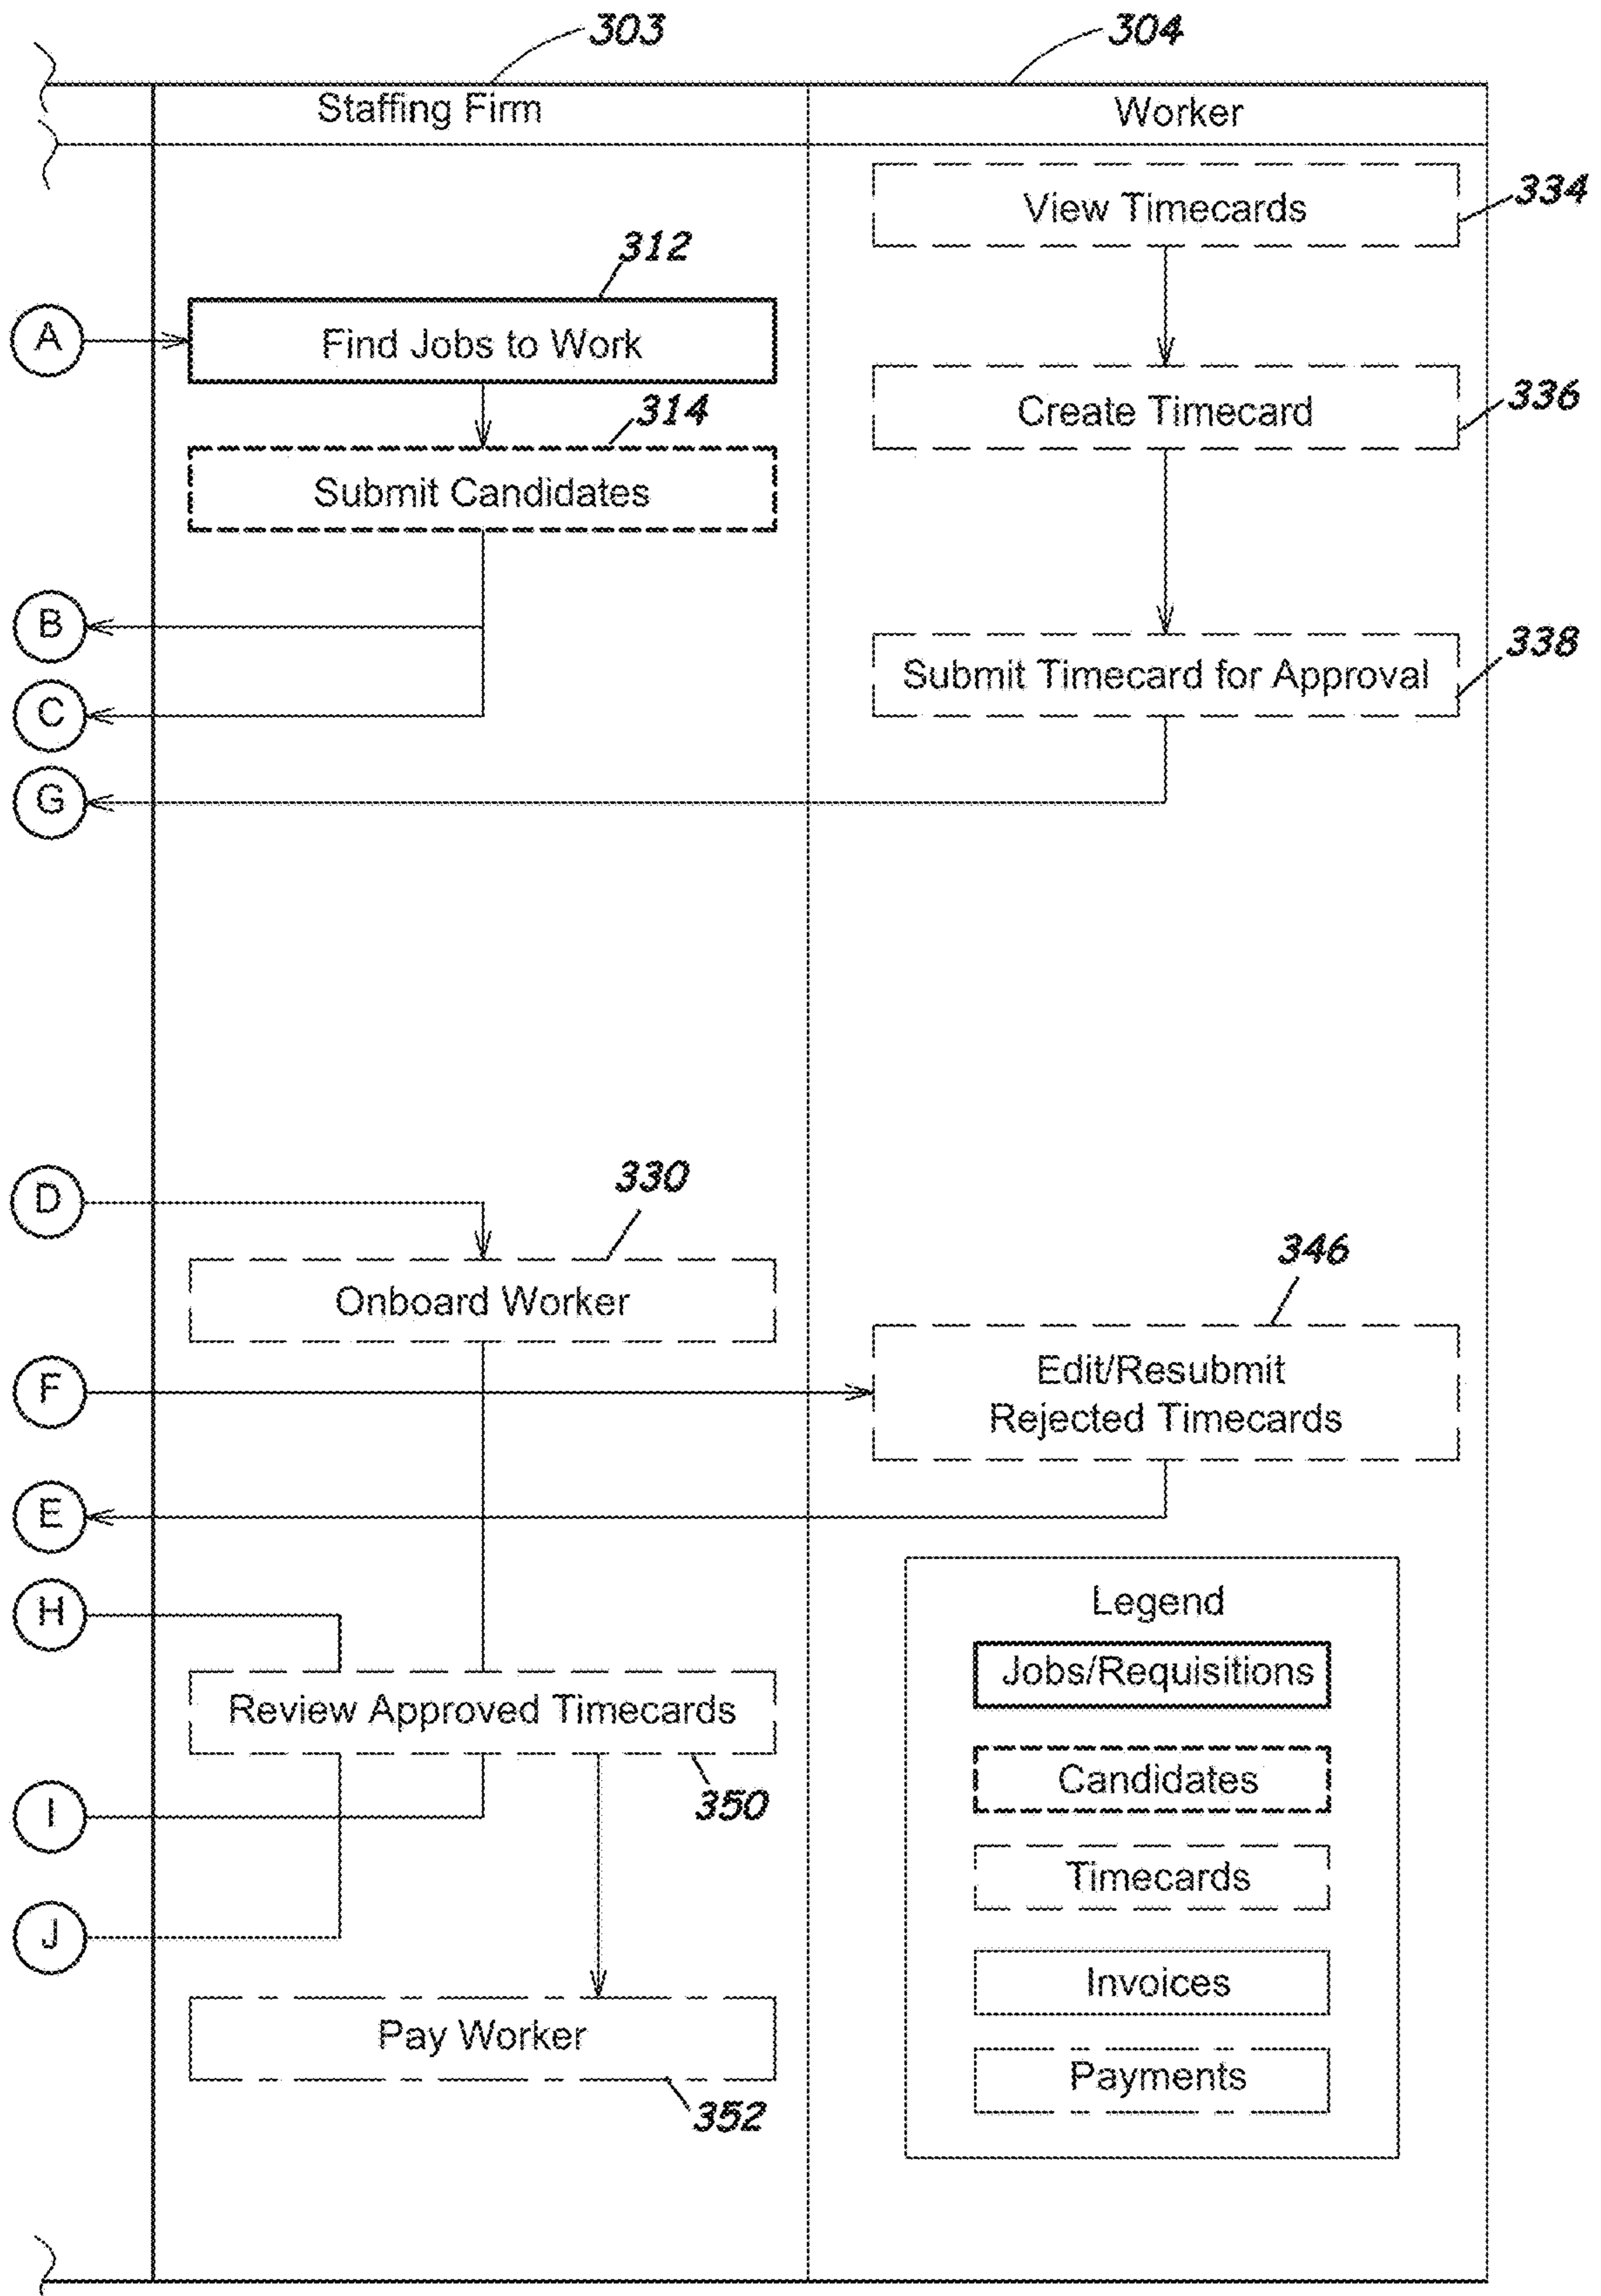 303
304
Staffing Firm
Worker
View Timecards
334
312
A
Find Jobs to Work
Create Timecard
336
314
Submit Candidates
B
Submit Timecard for Approval
338
C
G
D
330
Onboard Worker
346
F
Edit/Resubmit
Rejected Timecards
E
H
Review Approved Timecards
350
I
J
Pay Worker
352
Legend
Jobs/Requisitions
Candidates
Timecards
Invoices
Payments